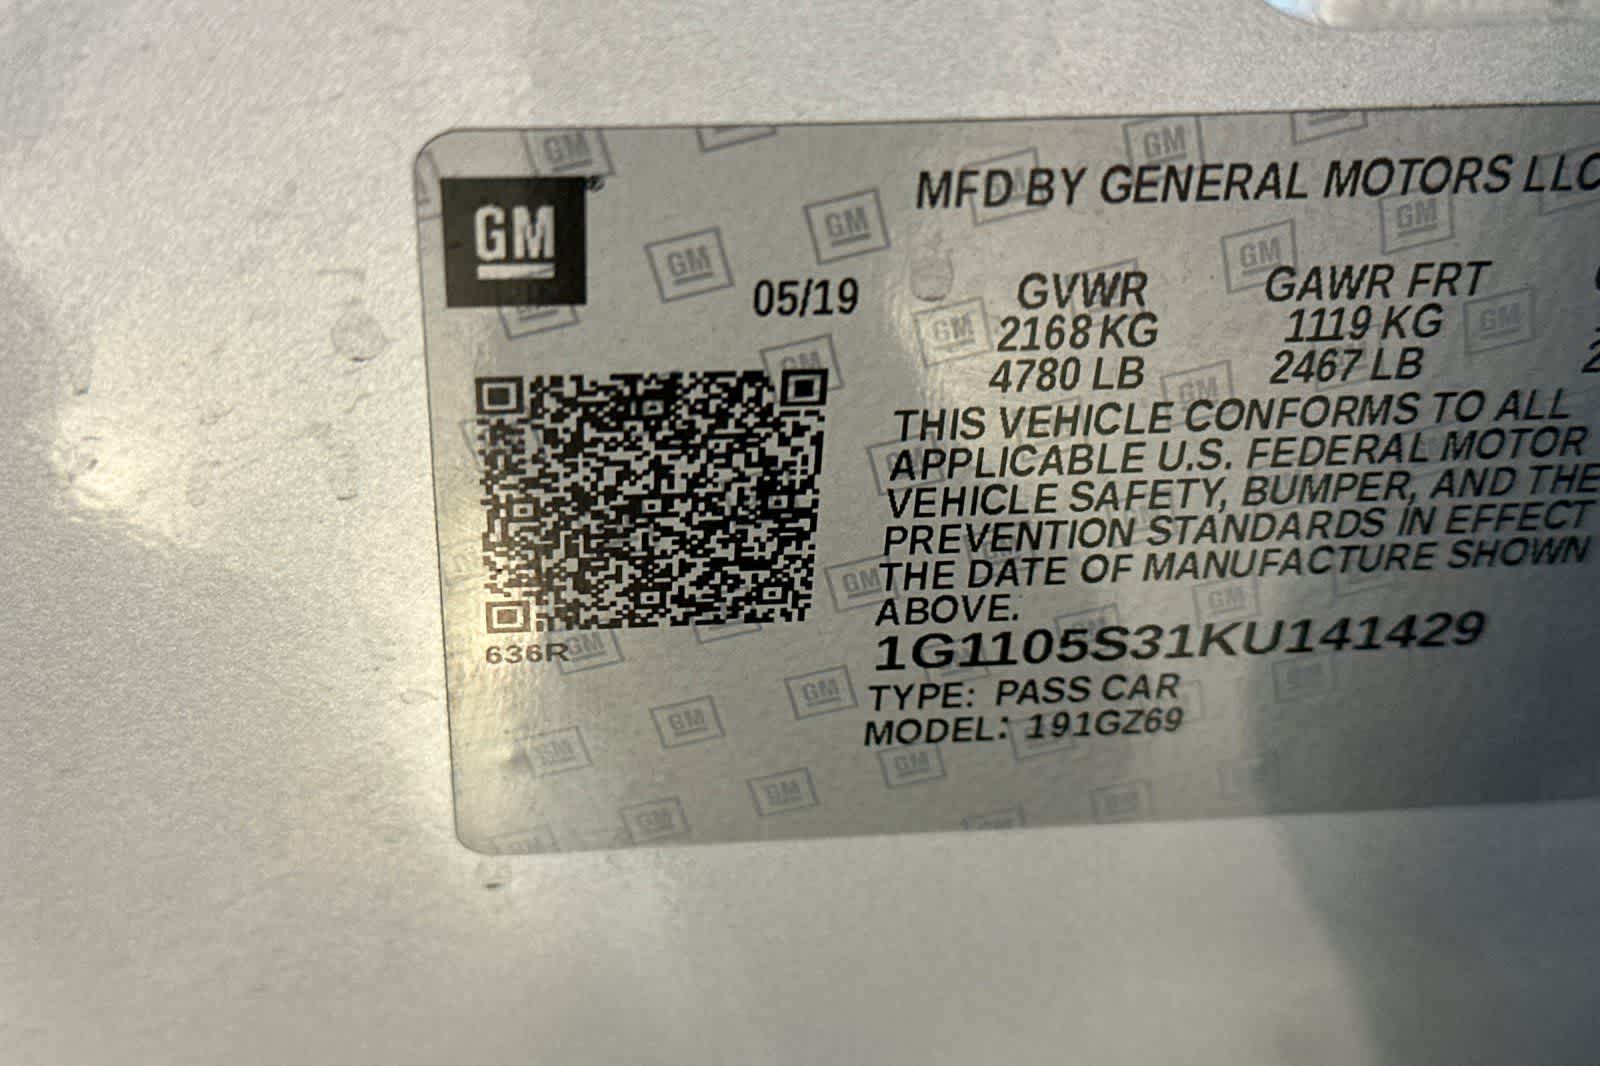 GM
MFD BY GENERAL MOTORS LLC
05/19
GVWR GAWR FRT
2168 KG 1119 KG
4780 LB 2467 LB
THIS VEHICLE CONFORMS TO ALL
APPLICABLE U.S. FEDERAL MOTOR
VEHICLE SAFETY, BUMPER, AND THE
PREVENTION STANDARDS IN EFFECT
THE DATE OF MANUFACTURE SHOWN
ABOVE.
1G1105S31KU141429
TYPE: PASS CAR
MODEL: 191GZ69
636R